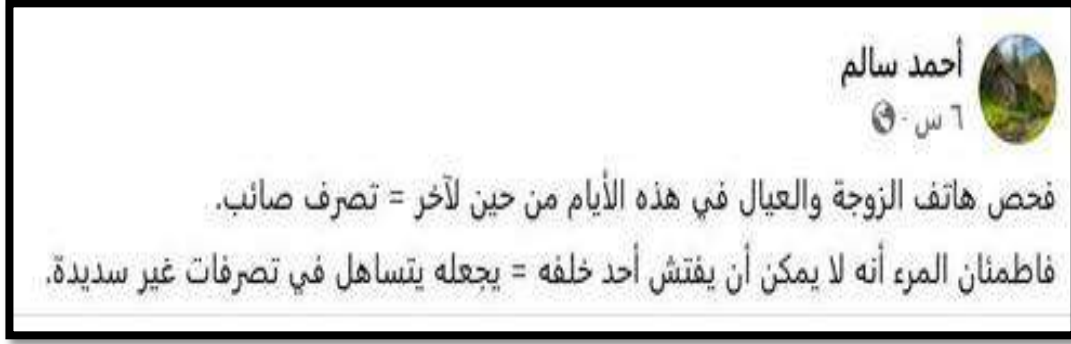 أحمد سالم
٦ س ·
فحص هاتف الزوجة والعيال في هذه الأيام من حين لآخر = تصرف صائب.
فاطمئنان المرء أنه لا يمكن أن يفتش أحد خلفه = يجعله يتساهل في تصرفات غير سديدة.